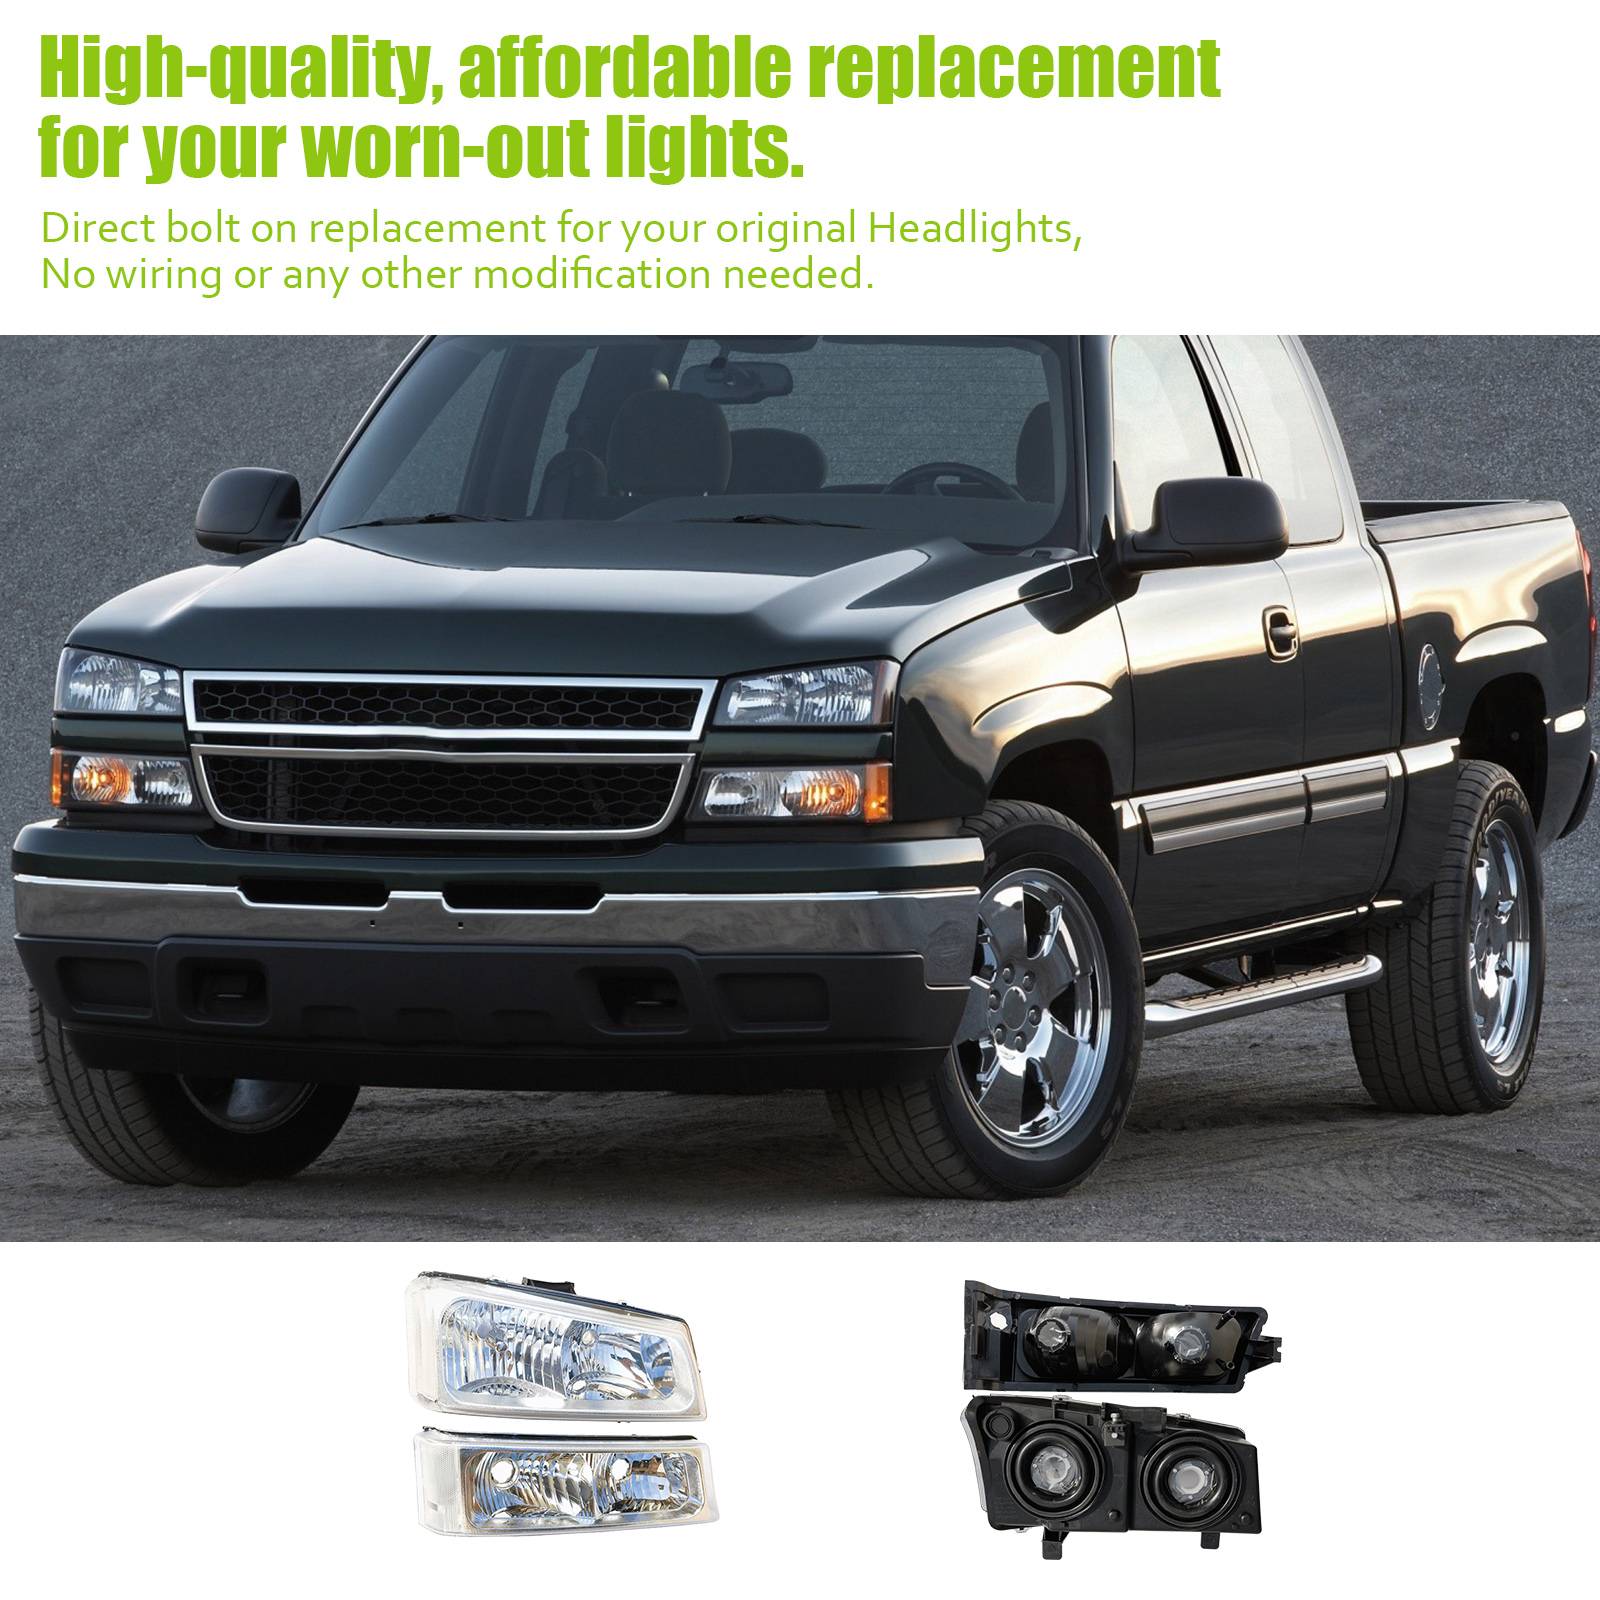 High-quality, affordable replacement
for your worn-out lights.
Direct bolt on replacement for your original Headlights,
No wiring or any other modification needed.